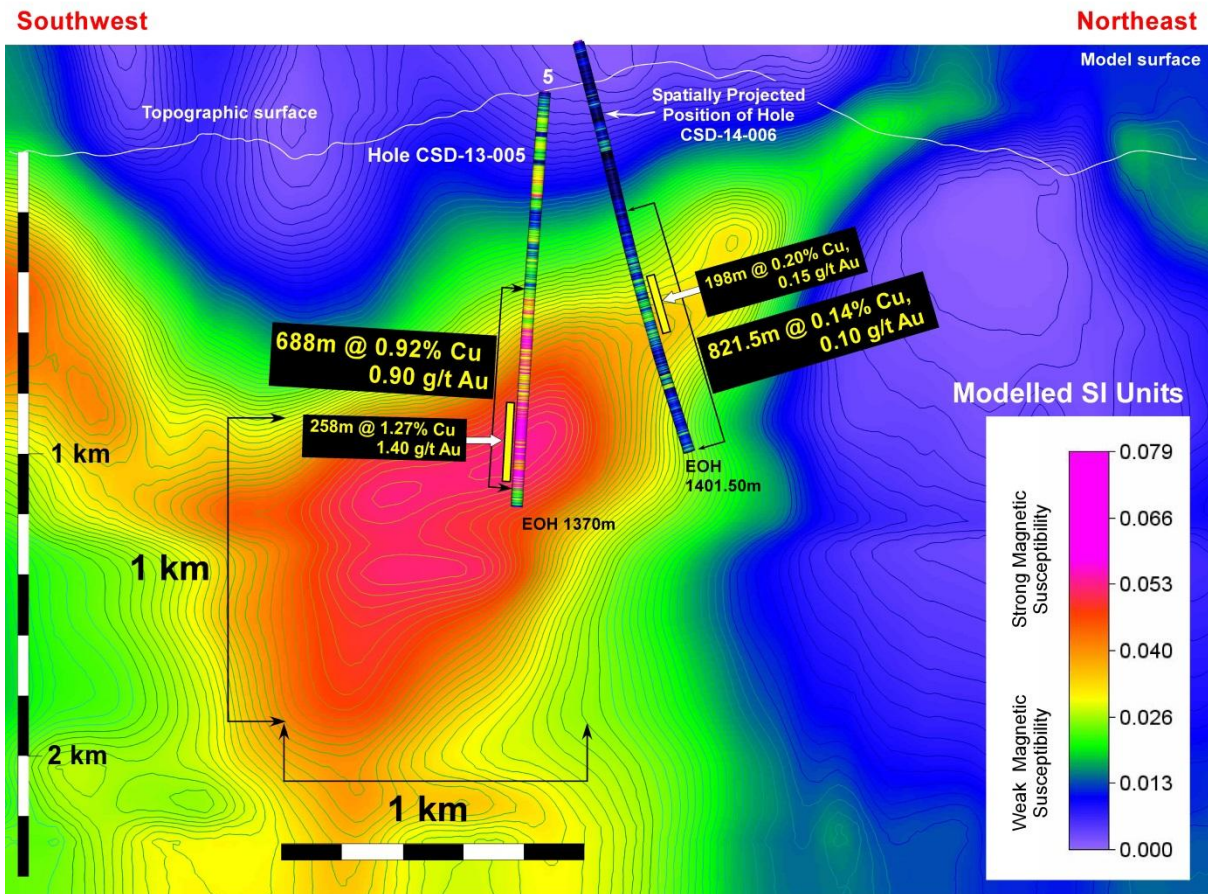 Southwest
Northeast
Model surface
5
Topographic surface
Spatially Projected
Position of Hole
CSD-14-006
Hole CSD-13-005
198m @ 0.20% Cu,
0.15 g/t Au
821.5m @ 0.14% Cu,
0.10 g/t Au
688m @ 0.92% Cu
0.90 g/t Au
258m @ 1.27% Cu
1.40 g/t Au
1 km
EOH
1401.50m
EOH 1370m
1 km
2 km
1 km
Modelled SI Units
Strong Magnetic
Susceptibility
Weak Magnetic
Susceptibility
0.079
0.066
0.053
0.040
0.026
0.013
0.000